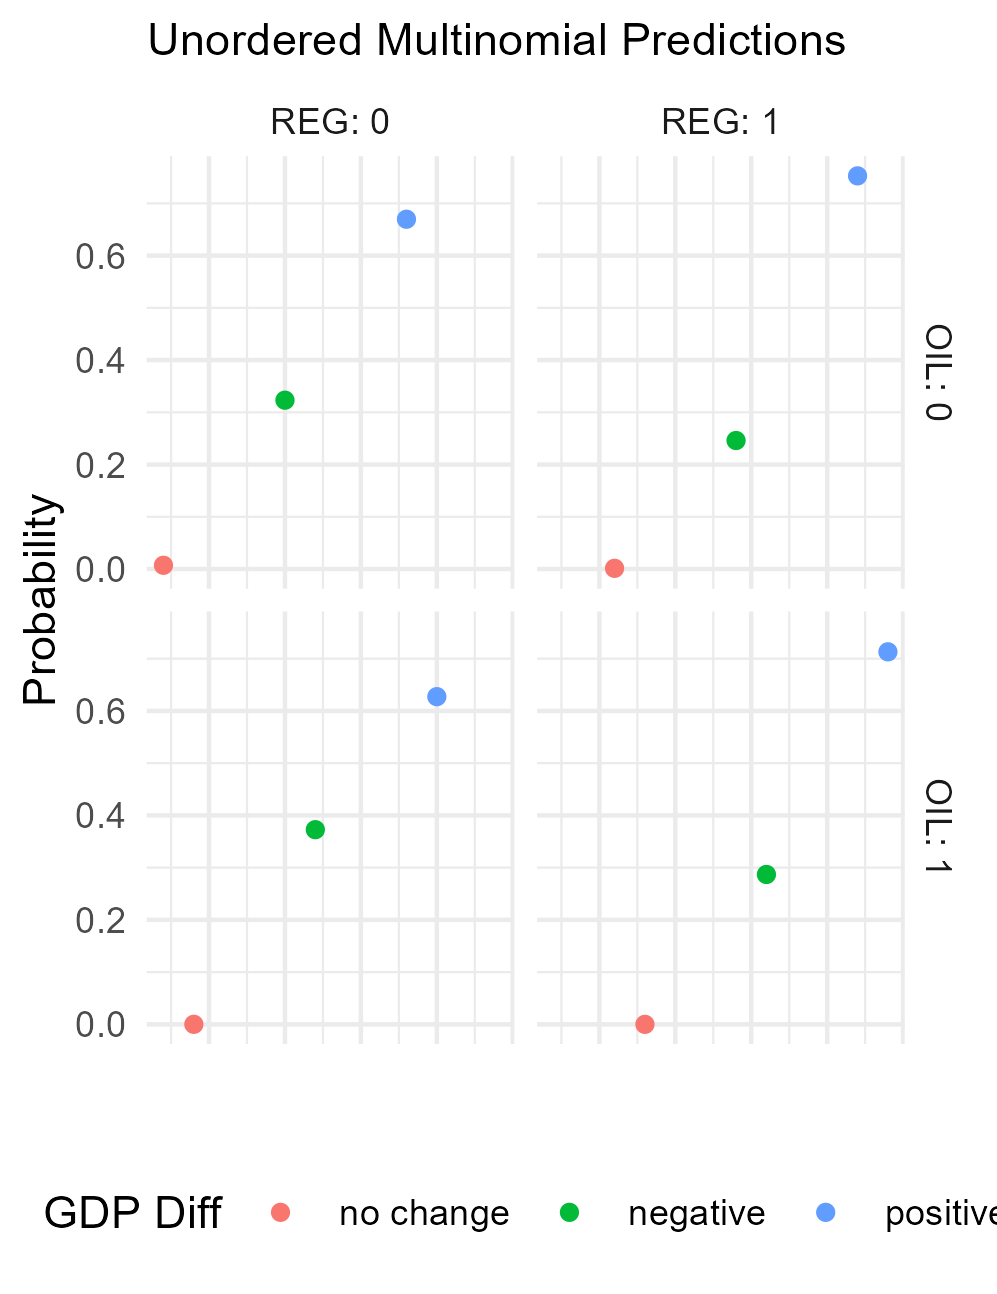 Unordered Multinomial Predictions
REG: 0
REG: 1
0.6
0.4
0.2
0.0
OIL: 0
Probability
0.6
0.4
0.2
0.0
OIL: 1
GDP Diff
no change
negative
positive